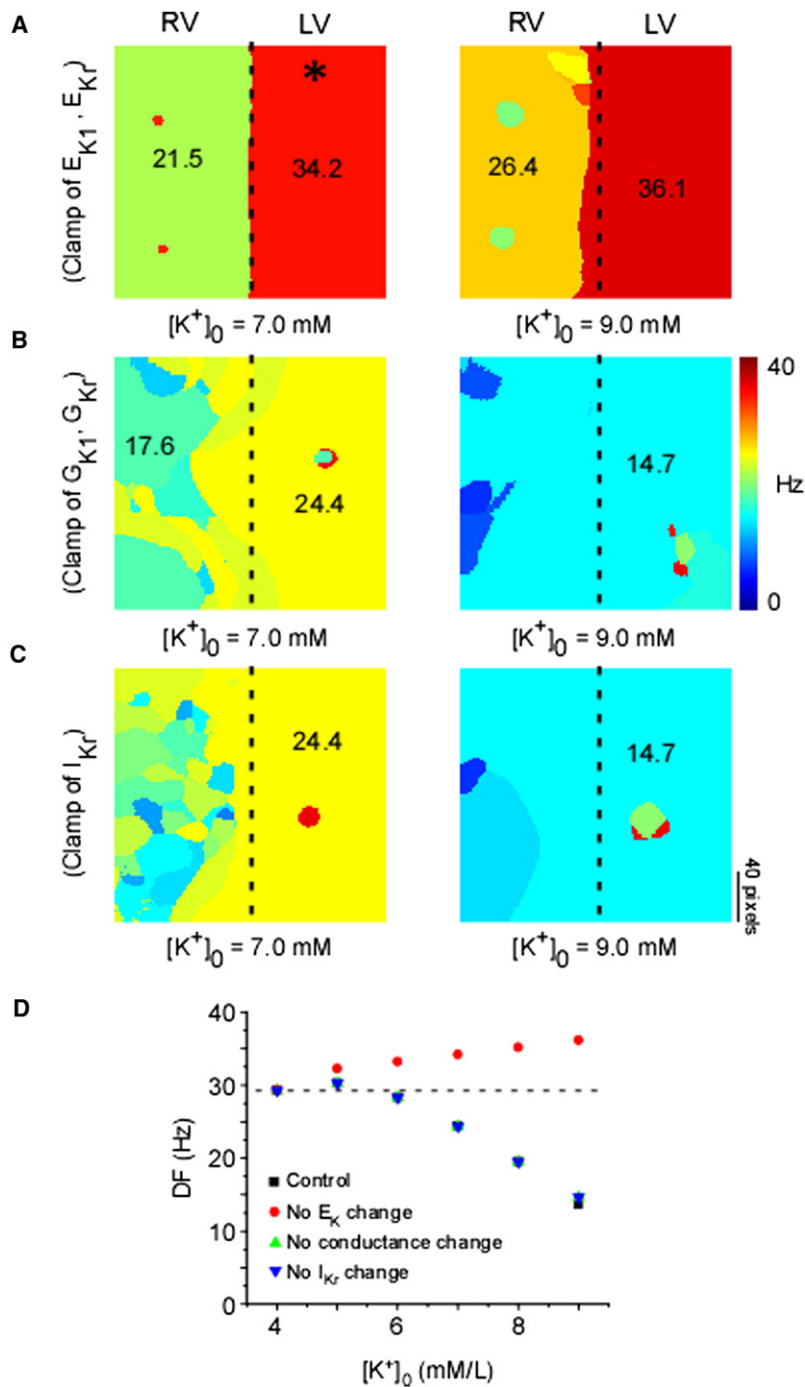 A
RV LV RV LV
(Clamp of E_K1, E_Kr)
21.5
*
34.2
26.4
36.1
[K+]0 = 7.0 mM
[K+]0 = 9.0 mM
B
(Clamp of G_K1, G_Kr)
17.6
24.4
14.7
40
Hz
0
[K+]0 = 7.0 mM
[K+]0 = 9.0 mM
C
(Clamp of I_Kr)
24.4
14.7
40 pixels
[K+]0 = 7.0 mM
[K+]0 = 9.0 mM
D
DF (Hz)
40
30
20
10
0
Control
No E_K change
No conductance change
No I_Kr change
4 6 8
[K+]0 (mM/L)